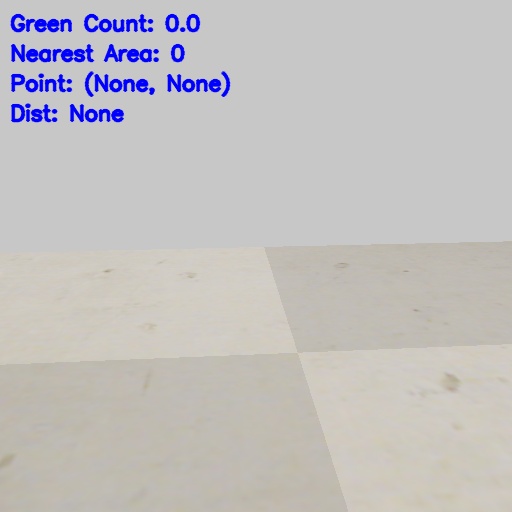 Green Count: 0.0
Nearest Area: 0
Point: (None, None)
Dist: None